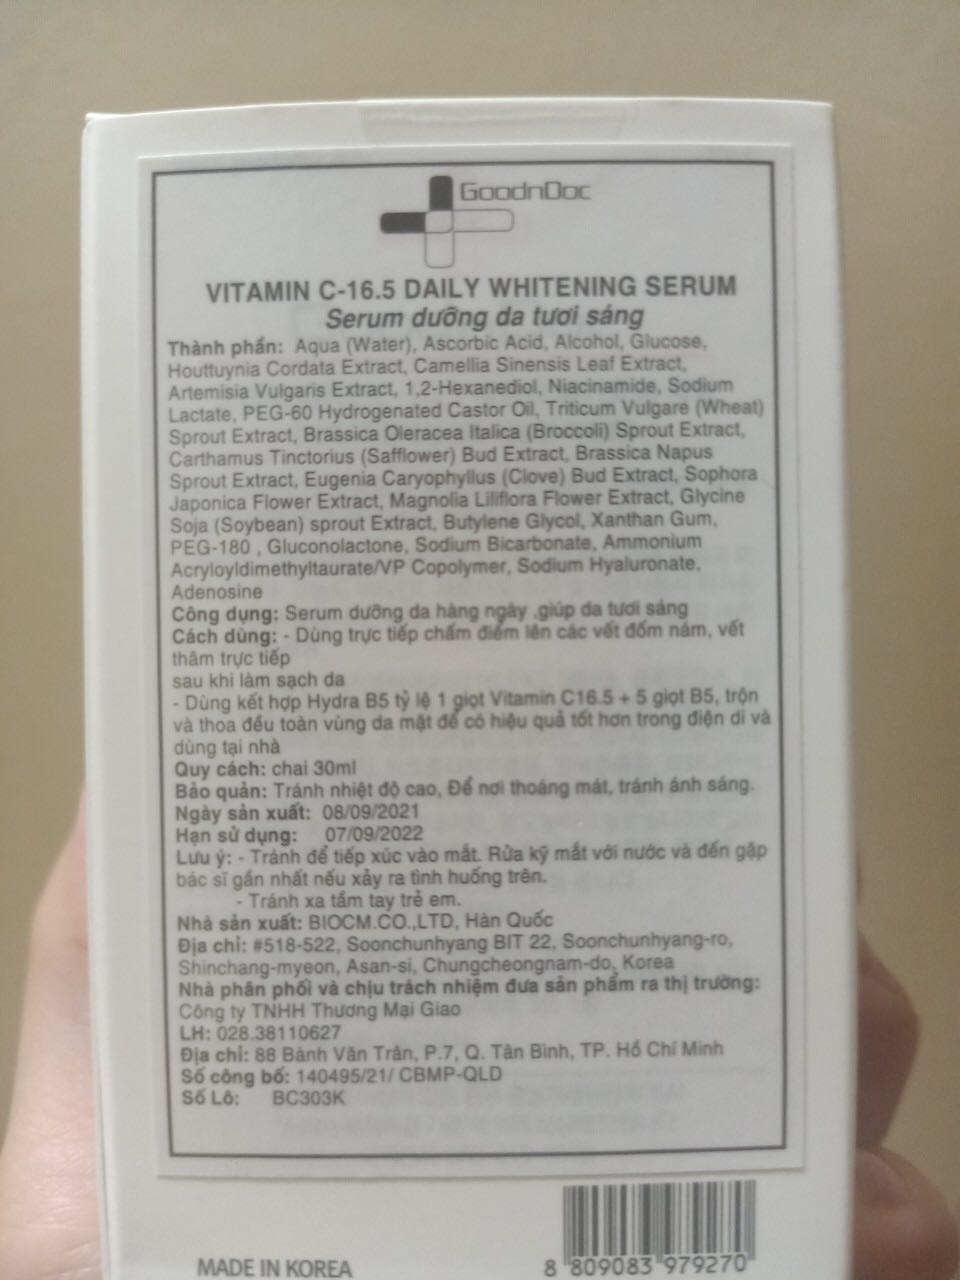 GoodnDoc
VITAMIN C-16.5 DAILY WHITENING SERUM
Serum dưỡng da tươi sáng
Thành phần: Aqua (Water), Ascorbic Acid, Alcohol, Glucose,
Houttuynia Cordata Extract, Camellia Sinensis Leaf Extract,
Artemisia Vulgaris Extract, 1,2-Hexanediol, Niacinamide, Sodium
Lactate, PEG-60 Hydrogenated Castor Oil, Triticum Vulgare (Wheat)
Sprout Extract, Brassica Oleracea Italica (Broccoli) Sprout Extract,
Carthamus Tinctorius (Safflower) Bud Extract, Brassica Napus
Sprout Extract, Eugenia Caryophyllus (Clove) Bud Extract, Sophora
Japonica Flower Extract, Magnolia Liliflora Flower Extract, Glycine
Soja (Soybean) sprout Extract, Butylene Glycol, Xanthan Gum,
PEG-180 , Gluconolactone, Sodium Bicarbonate, Ammonium
Acryloyldimethyltaurate/VP Copolymer, Sodium Hyaluronate,
Adenosine
Công dụng: Serum dưỡng da hàng ngày ,giúp da tươi sáng
Cách dùng: - Dùng trực tiếp chấm điểm lên các vết đốm nám, vết
thâm trực tiếp
sau khi làm sạch da
- Dùng kết hợp Hydra B5 tỷ lệ 1 giọt Vitamin C16.5 + 5 giọt B5, trộn
và thoa đều toàn vùng da mặt để có hiệu quả tốt hơn trong điện di và
dùng tại nhà
Quy cách: chai 30ml
Bảo quản: Tránh nhiệt độ cao, Để nơi thoáng mát, tránh ánh sáng.
Ngày sản xuất: 08/09/2021
Hạn sử dụng: 07/09/2022
Lưu ý: - Tránh để tiếp xúc vào mắt. Rửa kỹ mắt với nước và đến gặp
bác sĩ gần nhất nếu xảy ra tình huống trên.
- Tránh xa tầm tay trẻ em.
Nhà sản xuất: BIOCM.CO.,LTD, Hàn Quốc
Địa chỉ: #518-522, Soonchunhyang BIT 22, Soonchunhyang-ro,
Shinchang-myeon, Asan-si, Chungcheongnam-do, Korea
Nhà phân phối và chịu trách nhiệm đưa sản phẩm ra thị trường:
Công ty TNHH Thương Mại Giao
LH: 028.38110627
Địa chỉ: 88 Bành Văn Trân, P.7, Q. Tân Bình, TP. Hồ Chí Minh
Số công bố: 140495/21/ CBMP-QLD
Số Lô: BC303K
MADE IN KOREA
8 809083 979270